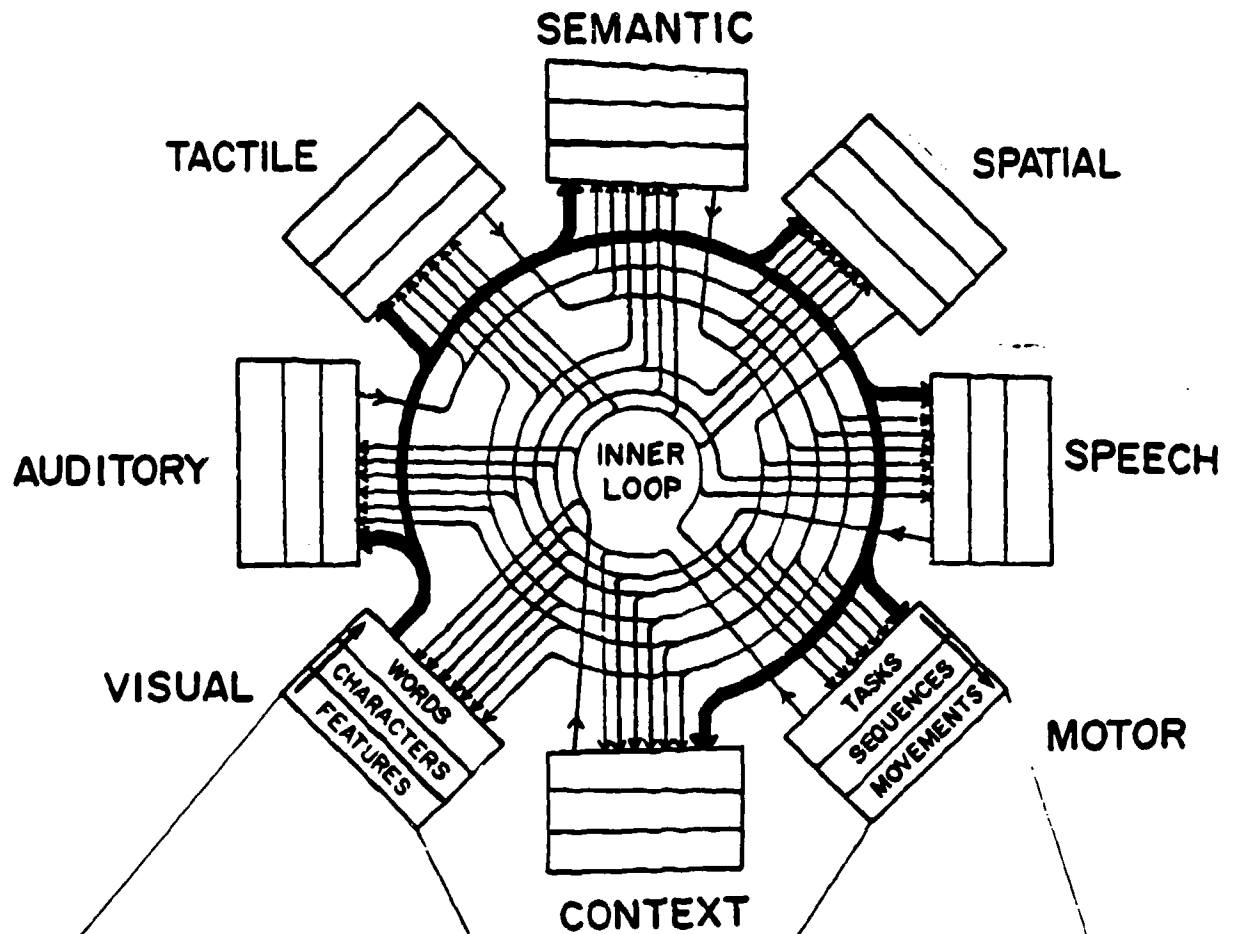 SEMANTIC
TACTILE
SPATIAL
AUDITORY
INNER
LOOP
SPEECH
VISUAL
WORDS
CHARACTERS
FEATURES
TASKS
SEQUENCES
MOVEMENTS
MOTOR
CONTEXT